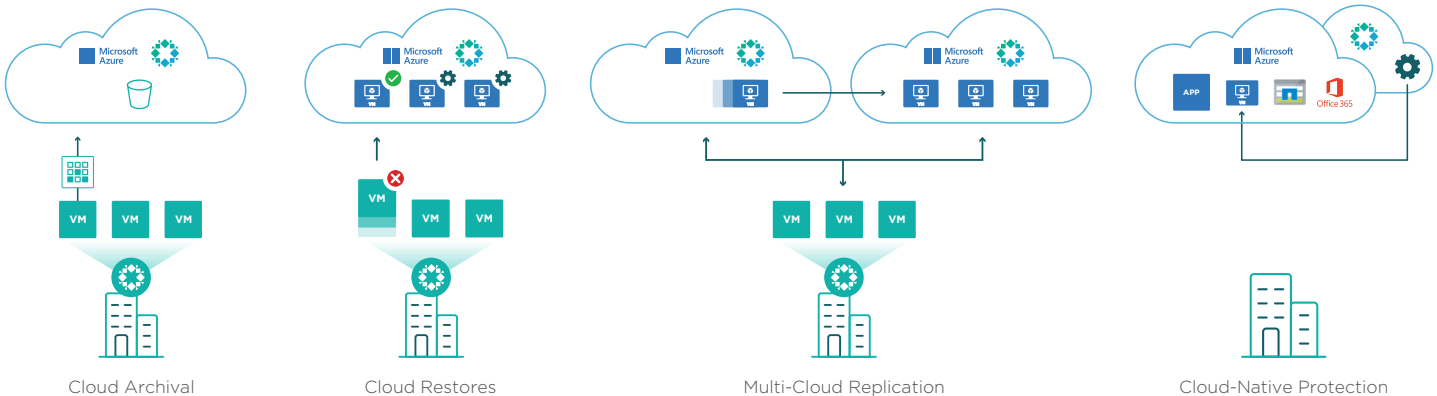 Microsoft
Azure
VM
VM
VM
Cloud Archival
Microsoft
Azure
VM
VM
VM
VM
VM
VM
Cloud Restores
Microsoft
Azure
VM
Microsoft
Azure
VM
VM
VM
VM
VM
VM
Multi-Cloud Replication
Microsoft
Azure
APP
VM
Office 365
Cloud-Native Protection